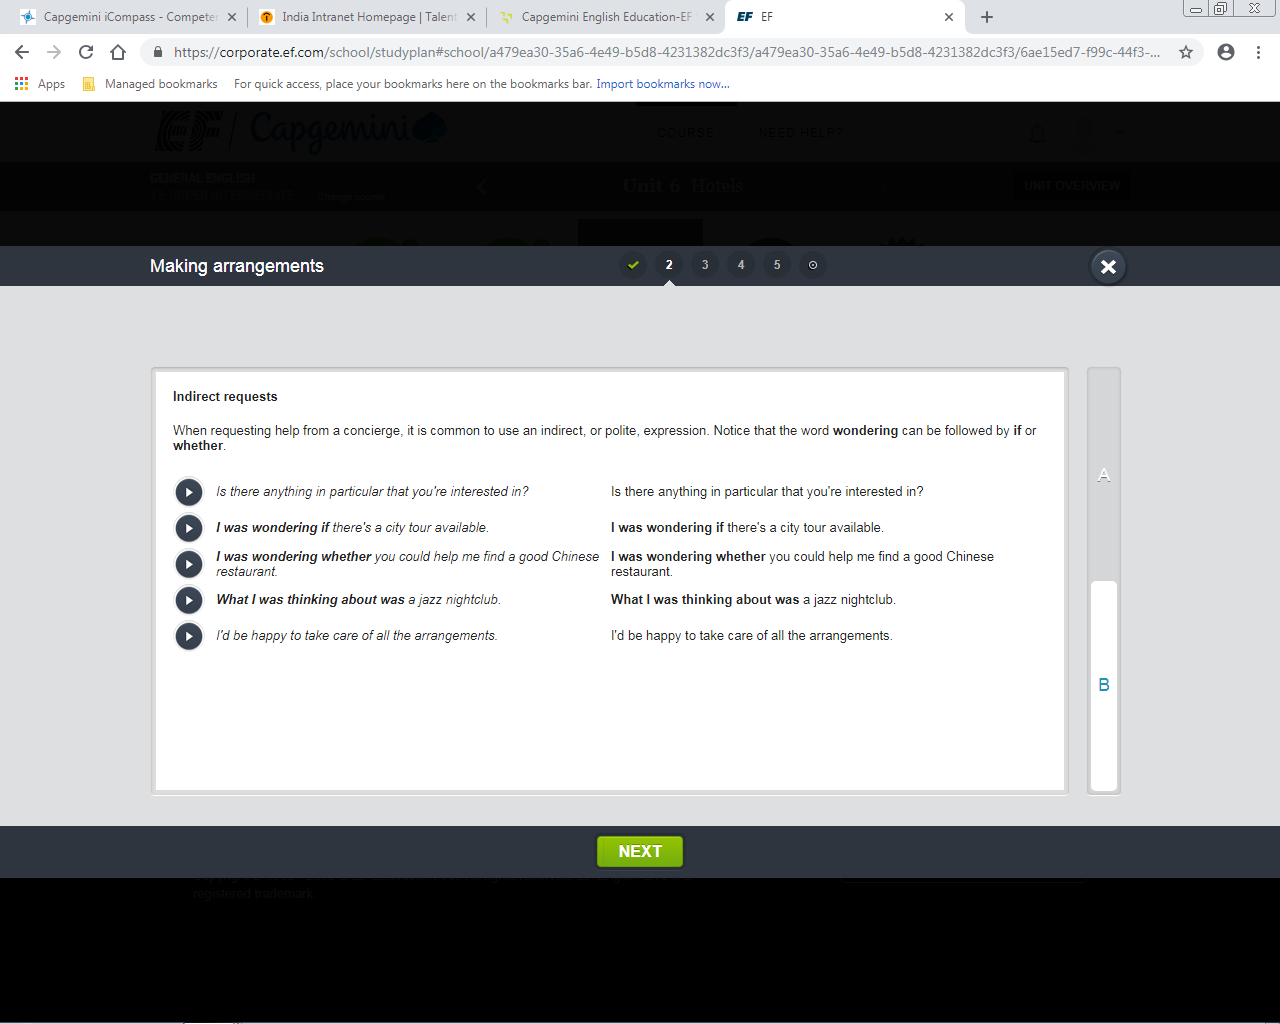 Capgemini iCompass - Competen
India Intranet Homepage | Talent
Capgemini English Education-EF
EF EF
https://corporate.ef.com/school/studyplan#school/a479ea30-35a6-4e49-b5d8-4231382dc3f3/a479ea30-35a6-4e49-b5d8-4231382dc3f3/6ae15ed7-f99c-44f3-...
Apps Managed bookmarks For quick access, place your bookmarks here on the bookmarks bar. Import bookmarks now...
EF Capgemini COURSE NEED HELP?
GENERAL ENGLISH
Unit 6 Hotels UNIT OVERVIEW
Change course
Making arrangements 2 3 4 5
Indirect requests
When requesting help from a concierge, it is common to use an indirect, or polite, expression. Notice that the word wondering can be followed by if or
whether.
Is there anything in particular that you're interested in? Is there anything in particular that you're interested in?
I was wondering if there's a city tour available. I was wondering if there's a city tour available.
I was wondering whether you could help me find a good Chinese I was wondering whether you could help me find a good Chinese
restaurant. restaurant.
What I was thinking about was a jazz nightclub. What I was thinking about was a jazz nightclub.
I'd be happy to take care of all the arrangements. I'd be happy to take care of all the arrangements.
A
B
NEXT
registered trademark